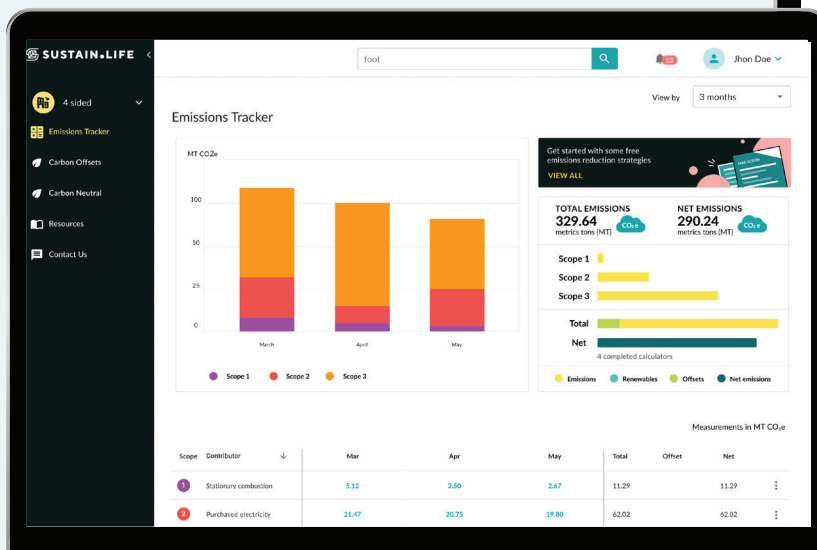 SUSTAIN.LIFE
foot
13
Jhon Doe
4 sided
Emissions Tracker
Carbon Offsets
Carbon Neutral
Resources
Contact Us
View by
3 months
Emissions Tracker
MT CO2e
100
50
25
0
March
April
May
Scope 1
Scope 2
Scope 3
Get started with some free
emissions reduction strategies
VIEW ALL
FREE ACTION
TOTAL EMISSIONS
329.64
metrics tons (MT)
CO₂e
NET EMISSIONS
290.24
metrics tons (MT)
CO₂e
Scope 1
Scope 2
Scope 3
Total
Net
4 completed calculators
Emissions
Renewables
Offsets
Net emissions
Measurements in MT CO₂e
Scope Contributor Mar Apr May Total Offset Net
1 Stationary combustion 5.12 3.50 2.67 11.29 11.29
2 Purchased electricity 21.47 20.75 19.80 62.02 62.02